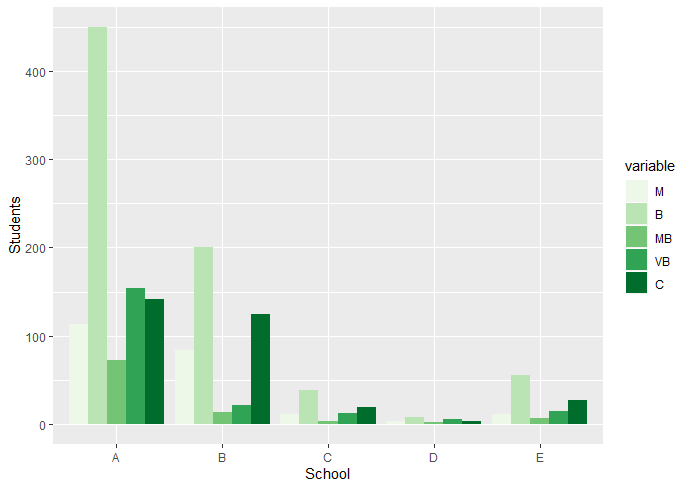 400
300
200
100
0
Students
A B C D E
School
variable
M
B
MB
VB
C